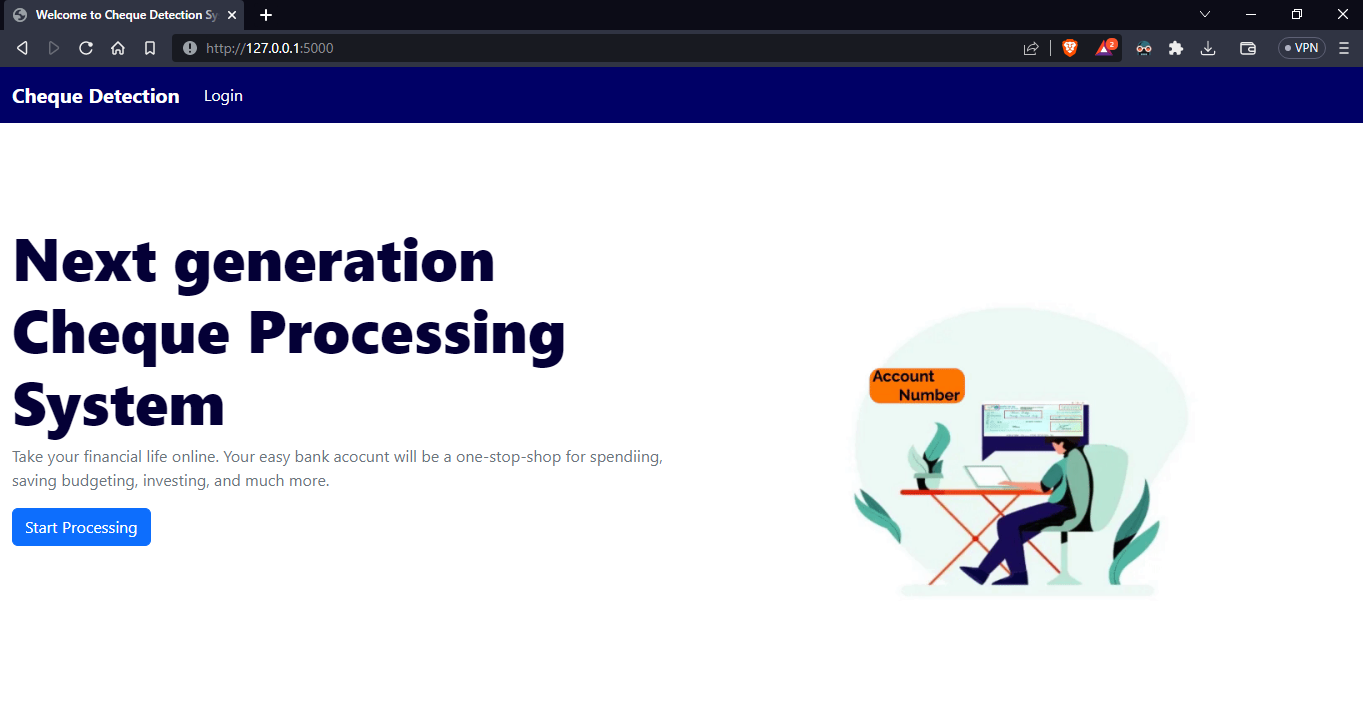 Welcome to Cheque Detection Sy
http://127.0.0.1:5000
2
VPN
Cheque Detection
Login
Next generation
Cheque Processing
System
Take your financial life online. Your easy bank acocunt will be a one-stop-shop for spendiing,
saving budgeting, investing, and much more.
Start Processing
Account
Number